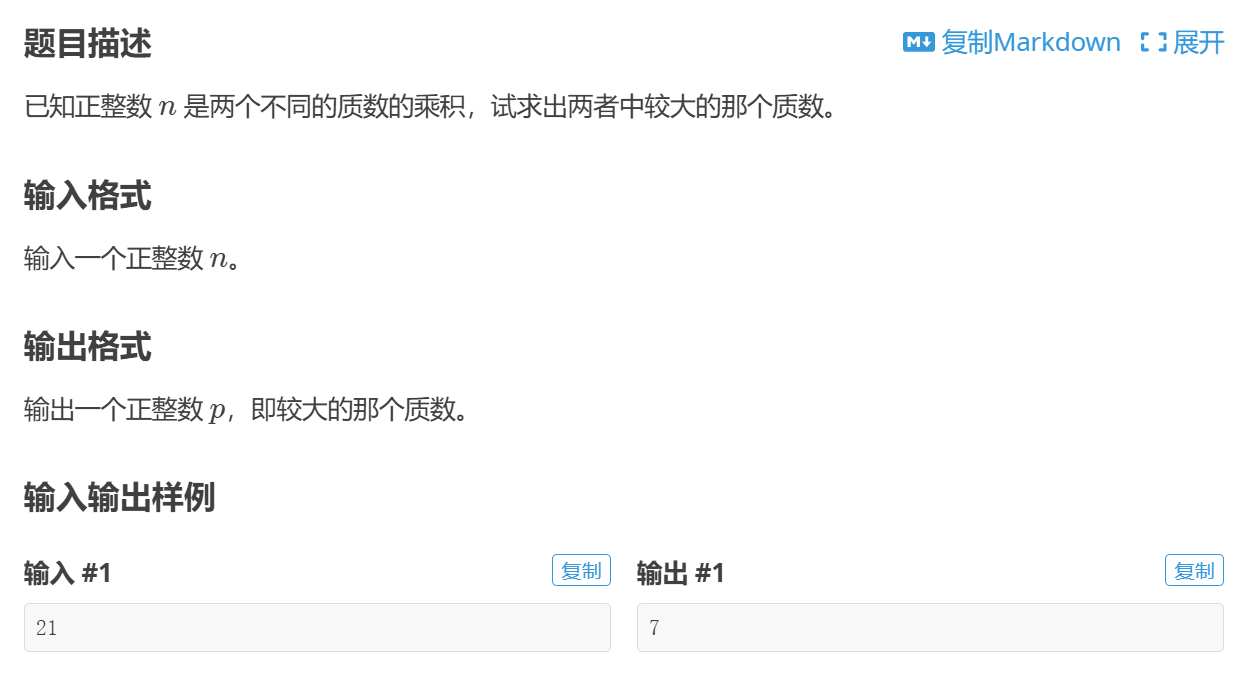 题目描述
复制Markdown
展开
已知正整数 n 是两个不同的质数的乘积，试求出两者中较大的那个质数。
输入格式
输入一个正整数 n。
输出格式
输出一个正整数 p，即较大的那个质数。
输入输出样例
输入 #1
复制
输出 #1
复制
21
7